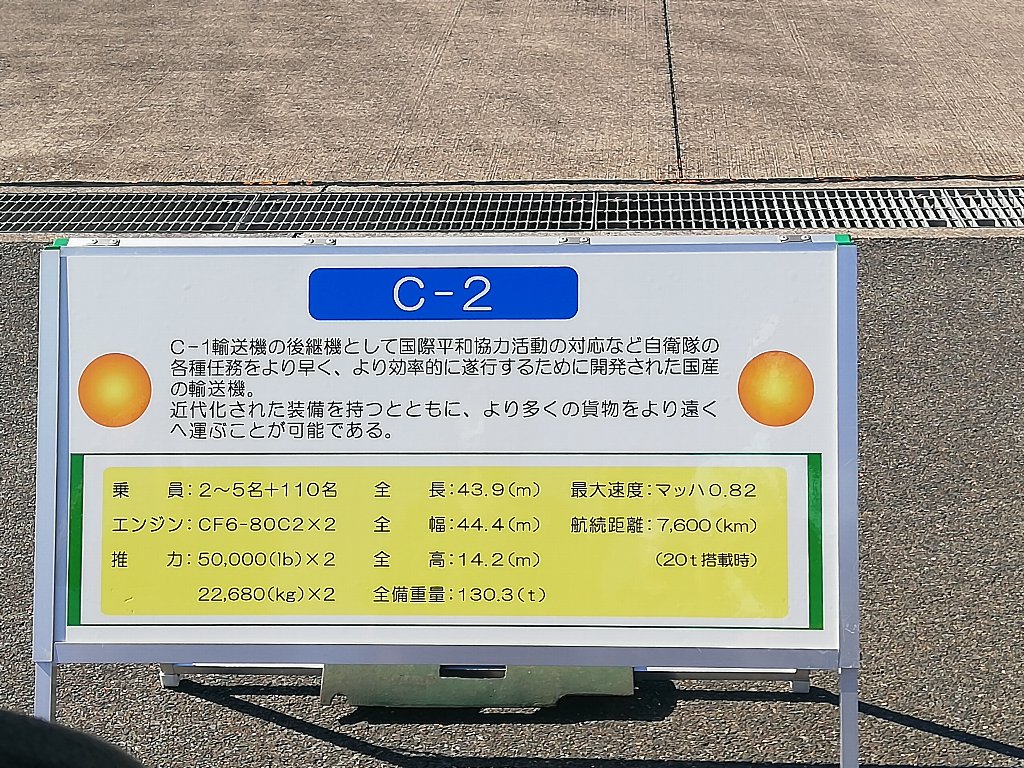 C-2
C-1輸送機の後継機として国際平和協力活動の対応など自衛隊の
各種任務をより早く、より効率的に遂行するために開発された国産
の輸送機。
近代化された装備を持つとともに、より多くの貨物をより遠く
へ運ぶことが可能である。
乗　　員：2～5名+110名　全　　長：43.9(m)　最大速度：マッハ0.82
エンジン：CF6-80C2×2　全　　幅：44.4(m)　航続距離：7,600(km)
推　　力：50,000(lb)×2　全　　高：14.2(m)　(20t搭載時)
22,680(kg)×2　全備重量：130.3(t)